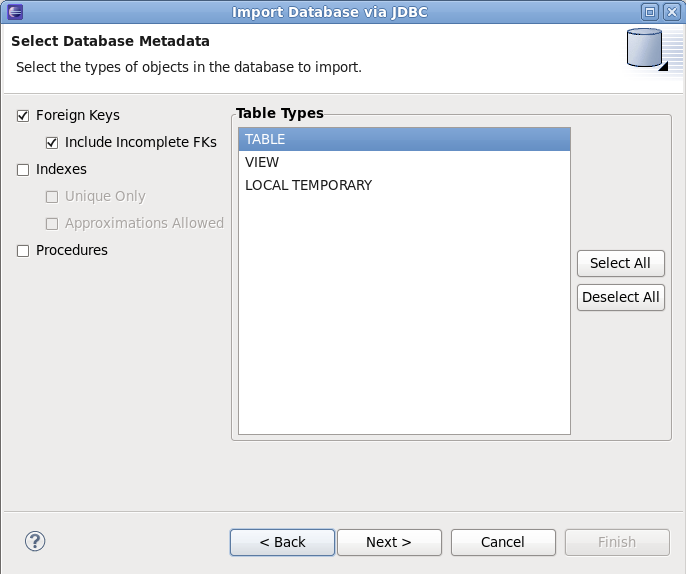 Import Database via JDBC
Select Database Metadata
Select the types of objects in the database to import.
Foreign Keys
Include Incomplete FKs
Indexes
Unique Only
Approximations Allowed
Procedures
Table Types
TABLE
VIEW
LOCAL TEMPORARY
Select All
Deselect All
?
< Back
Next >
Cancel
Finish